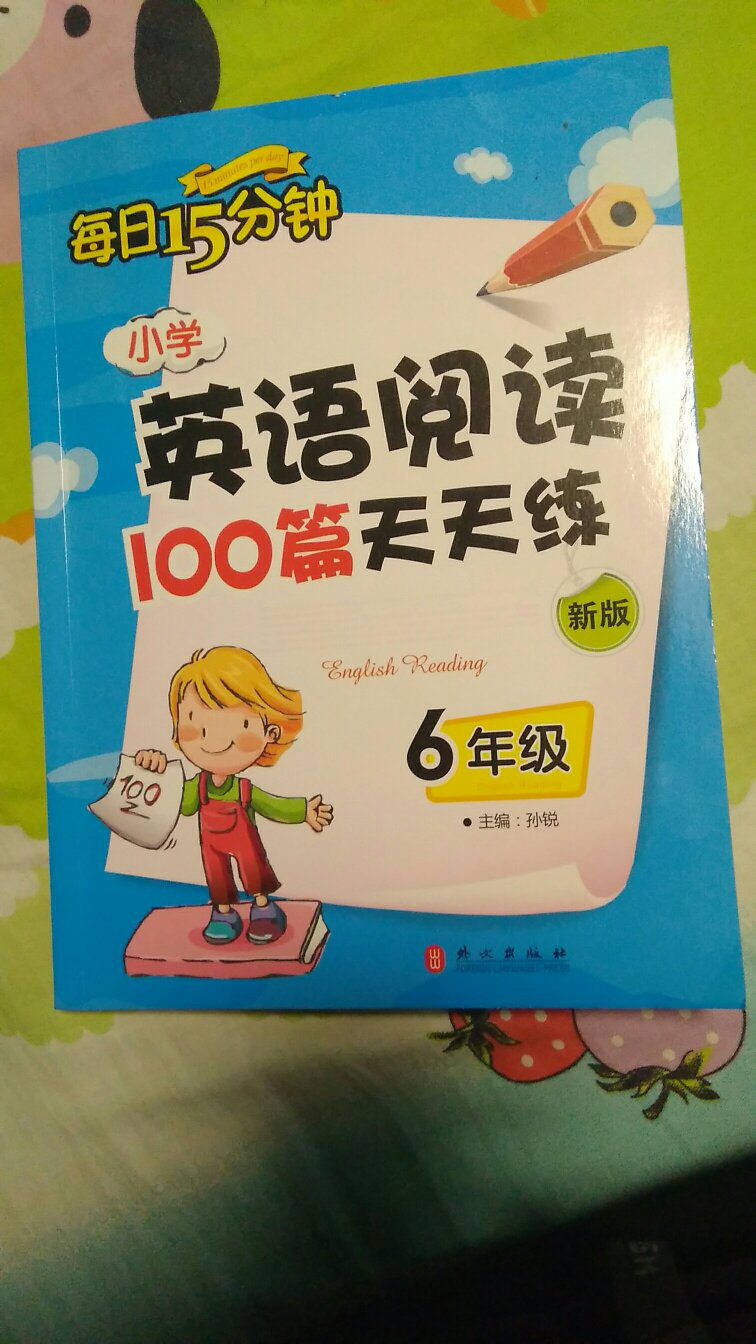 15 minutes per day
每日15分钟
小学
英语阅读
100篇天天练
新版
English Reading
6年级
100
● 主编：孙锐
外文出版社
FOREIGN LANGUAGES PRESS